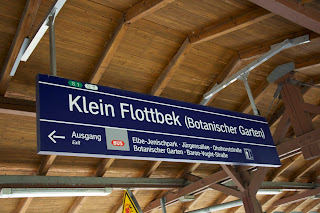 S1
Klein Flottbek (Botanischer Garten)
Ausgang
Exit
BUS
Elbe-Jenischpark · Jürgensallee · Ohnhorststraße
Botanischer Garten · Baron-Voght-Straße